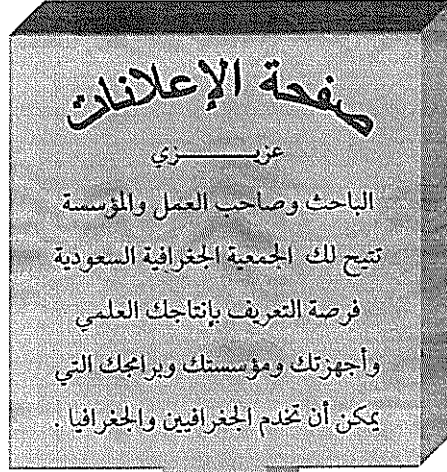 صفحة الإعلانات
عزيـــــــزي
الباحث وصاحب العمل والمؤسسة
تتيح لك الجمعية الجغرافية السعودية
فرصة التعريف بإنتاجك العلمي
وأجهزتك ومؤسستك وبرامجك التي
يمكن أن تخدم الجغرافيين والجغرافيا .